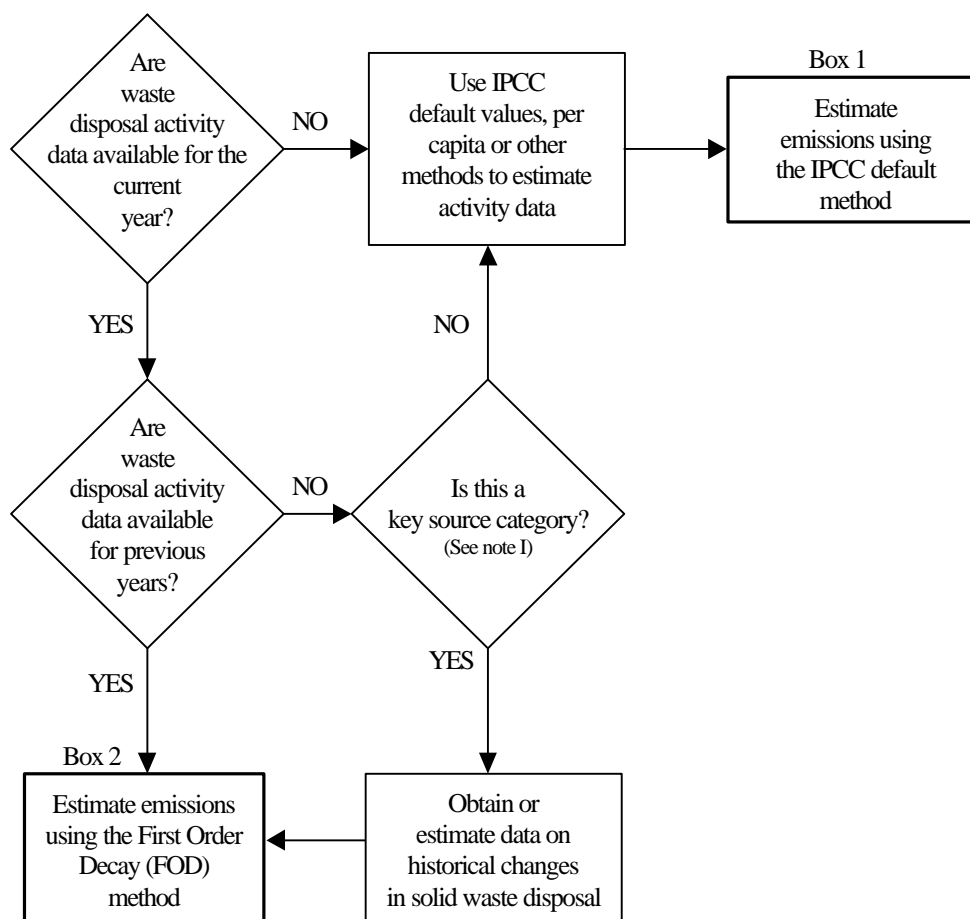 Are
waste
disposal activity
data available for the
current
year?
NO
Use IPCC
default values, per
capita or other
methods to estimate
activity data
Box 1
Estimate
emissions using
the IPCC default
method
YES
NO
Are
waste
disposal activity
data available
for previous
years?
NO
Is this a
key source category?
(See note I)
YES
YES
Box 2
Estimate emissions
using the First Order
Decay (FOD)
method
Obtain or
estimate data on
historical changes
in solid waste disposal